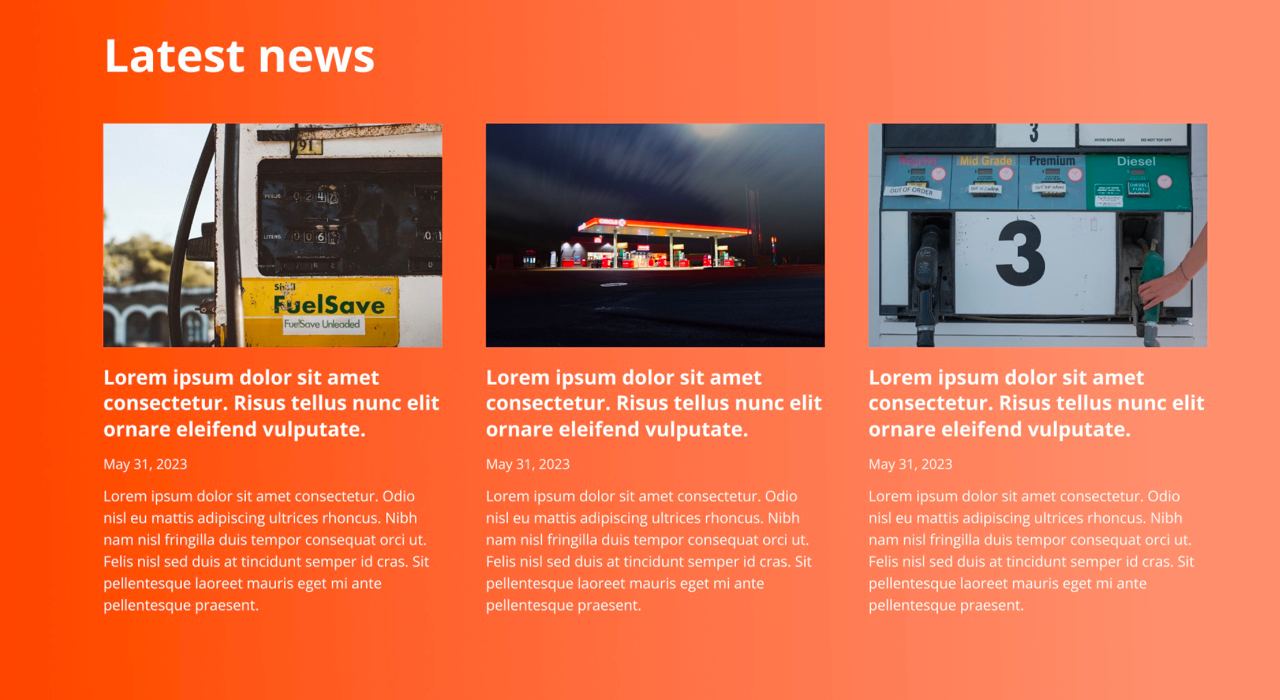 Latest news
91
Shell
FuelSave
FuelSave Unleaded
LITERS
3
AVOID SPILLAGE
DO NOT TOP OFF
Regular
Mid Grade
Premium
Diesel
OUT OF ORDER
3
Lorem ipsum dolor sit amet
consectetur. Risus tellus nunc elit
ornare eleifend vulputate.
May 31, 2023
Lorem ipsum dolor sit amet consectetur. Odio
nisl eu mattis adipiscing ultrices rhoncus. Nibh
nam nisl fringilla duis tempor consequat orci ut.
Felis nisl sed duis at tincidunt semper id cras. Sit
pellentesque laoreet mauris eget mi ante
pellentesque praesent.
Lorem ipsum dolor sit amet
consectetur. Risus tellus nunc elit
ornare eleifend vulputate.
May 31, 2023
Lorem ipsum dolor sit amet consectetur. Odio
nisl eu mattis adipiscing ultrices rhoncus. Nibh
nam nisl fringilla duis tempor consequat orci ut.
Felis nisl sed duis at tincidunt semper id cras. Sit
pellentesque laoreet mauris eget mi ante
pellentesque praesent.
Lorem ipsum dolor sit amet
consectetur. Risus tellus nunc elit
ornare eleifend vulputate.
May 31, 2023
Lorem ipsum dolor sit amet consectetur. Odio
nisl eu mattis adipiscing ultrices rhoncus. Nibh
nam nisl fringilla duis tempor consequat orci ut.
Felis nisl sed duis at tincidunt semper id cras. Sit
pellentesque laoreet mauris eget mi ante
pellentesque praesent.